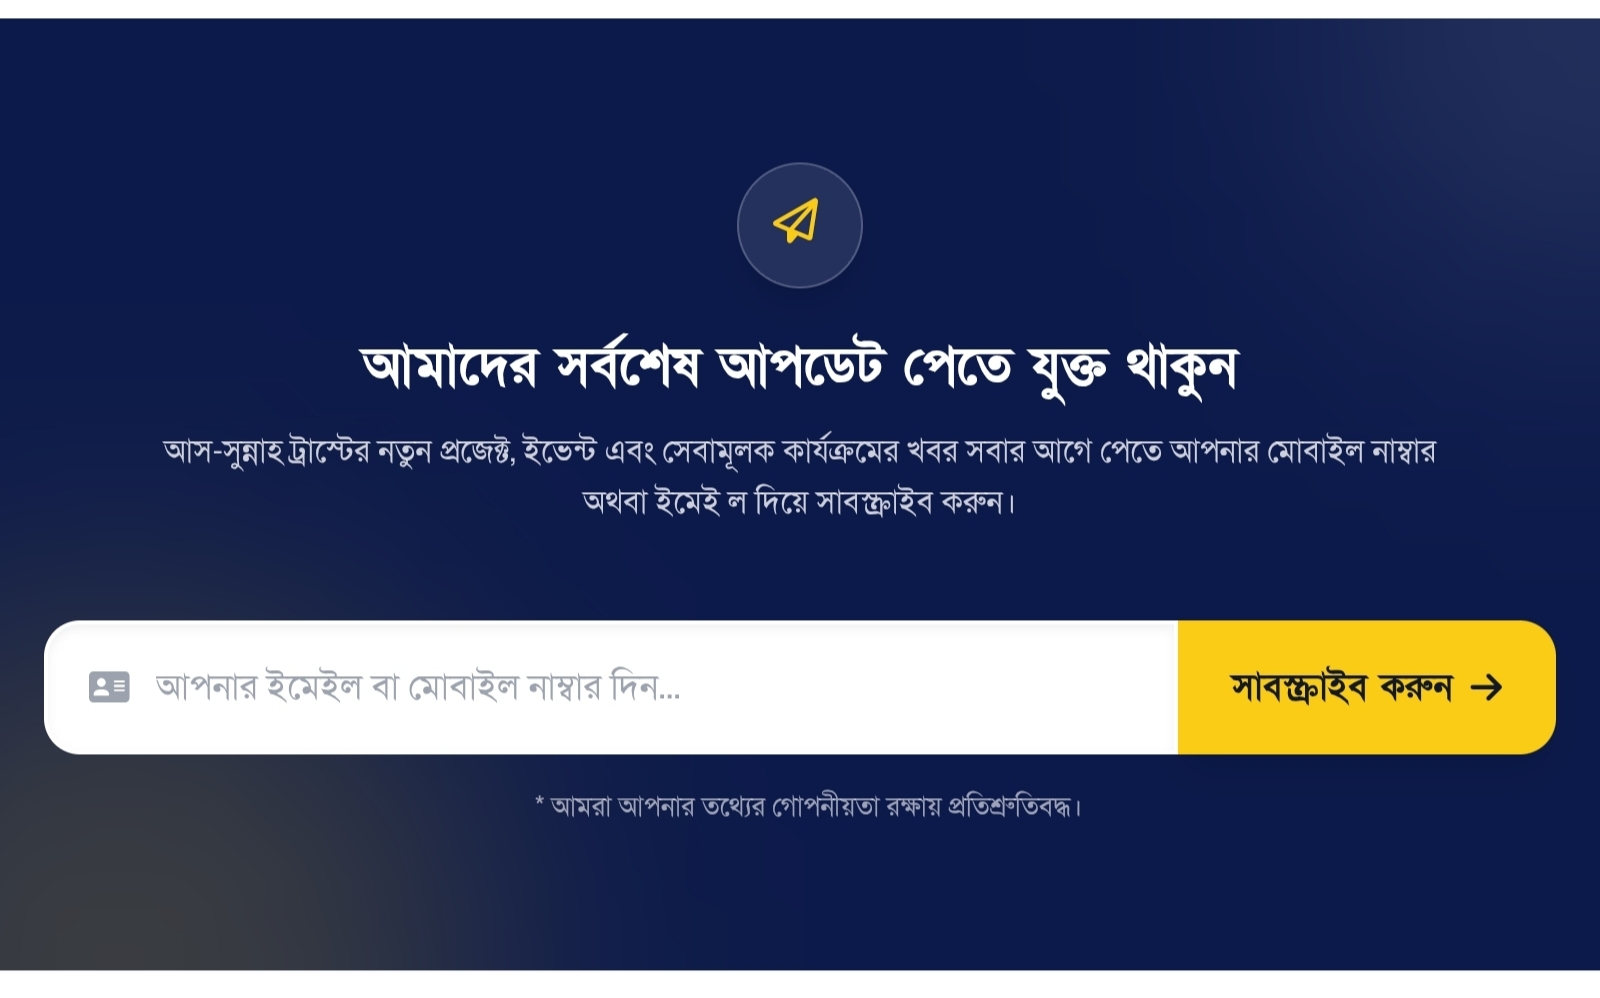 আমাদের সর্বশেষ আপডেট পেতে যুক্ত থাকুন
আস-সুন্নাহ ট্রাস্টের নতুন প্রজেক্ট, ইভেন্ট এবং সেবামূলক কার্যক্রমের খবর সবার আগে পেতে আপনার মোবাইল নাম্বার
অথবা ইমেই ল দিয়ে সাবস্ক্রাইব করুন।
আপনার ইমেইল বা মোবাইল নাম্বার দিন...
সাবস্ক্রাইব করুন →
* আমরা আপনার তথ্যের গোপনীয়তা রক্ষায় প্রতিশ্রুতিবদ্ধ।